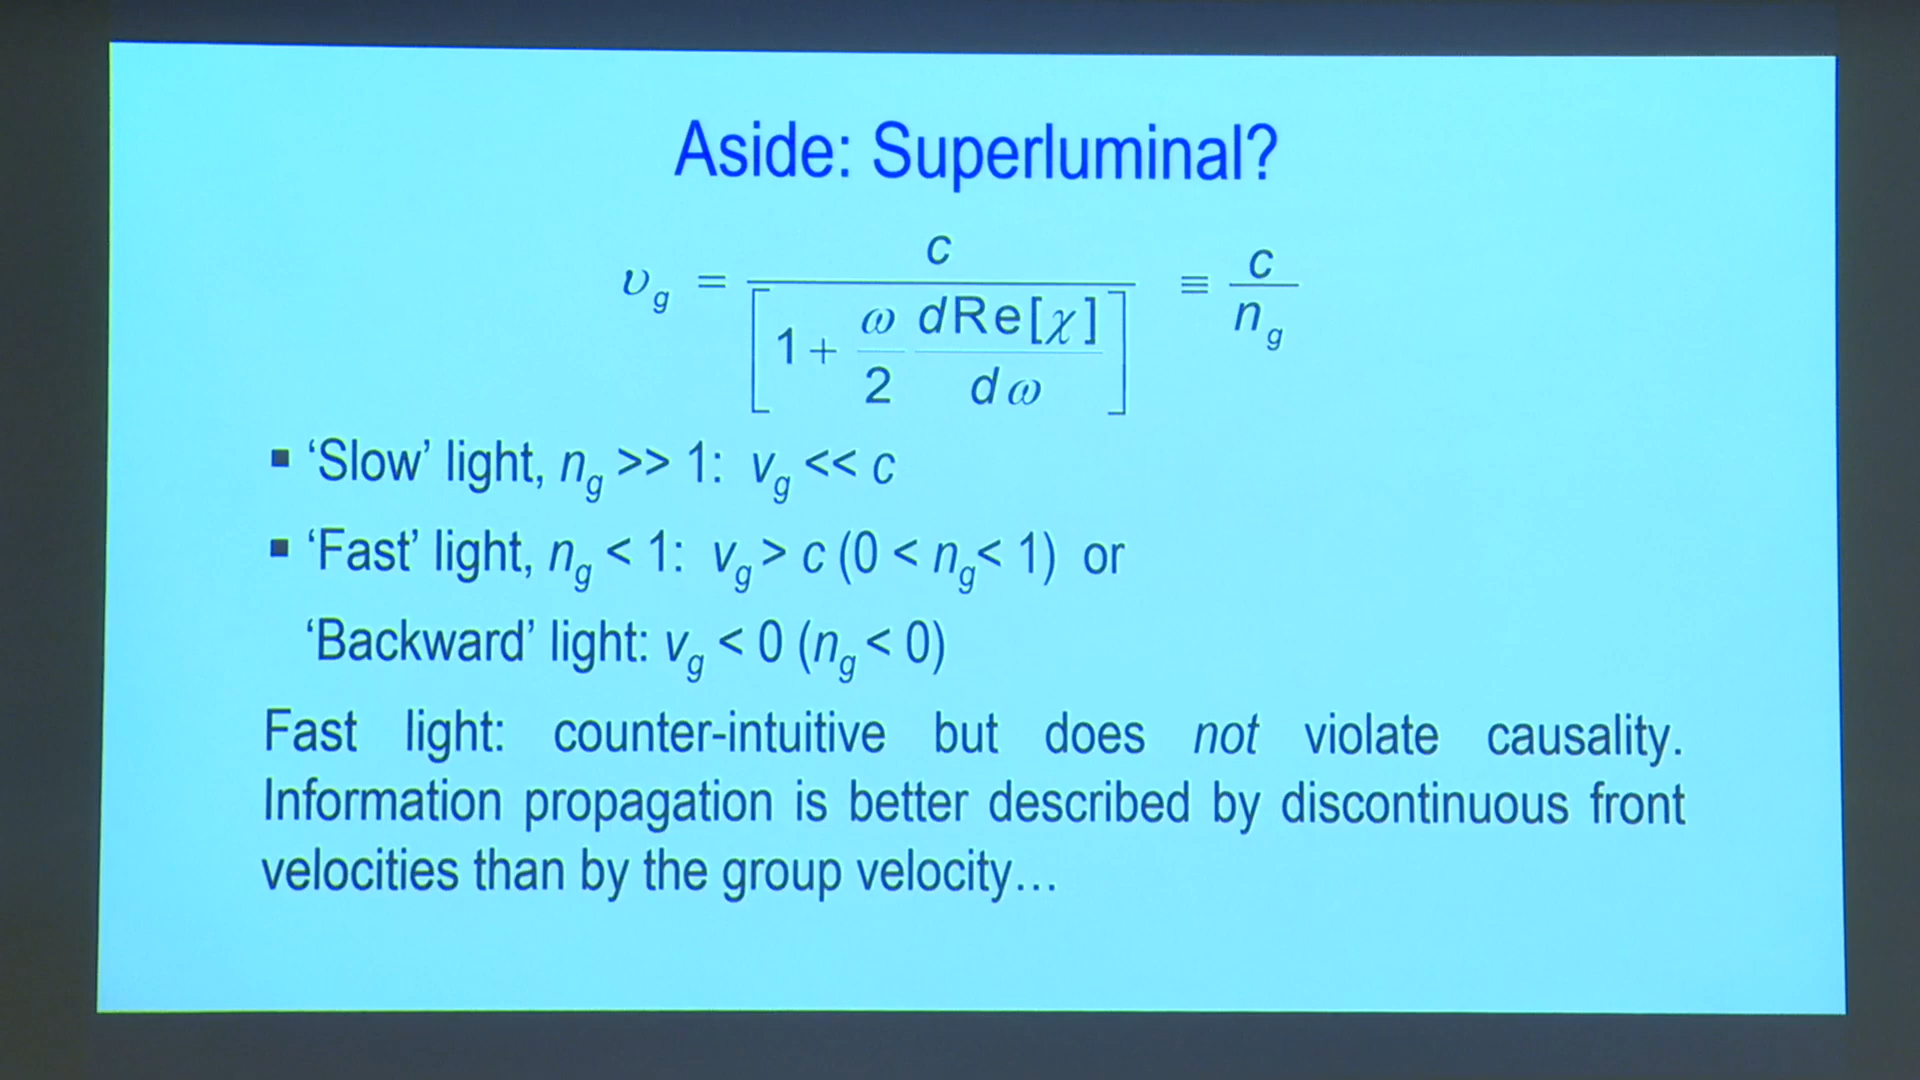 Aside: Superluminal?
υg = c / [1 + ω/2 dRe[χ]/dω] ≡ c/ng
▪ ‘Slow’ light, ng >> 1: vg << c
▪ ‘Fast’ light, ng < 1: vg > c (0 < ng < 1) or
‘Backward’ light: vg < 0 (ng < 0)
Fast light: counter-intuitive but does not violate causality.
Information propagation is better described by discontinuous front
velocities than by the group velocity…